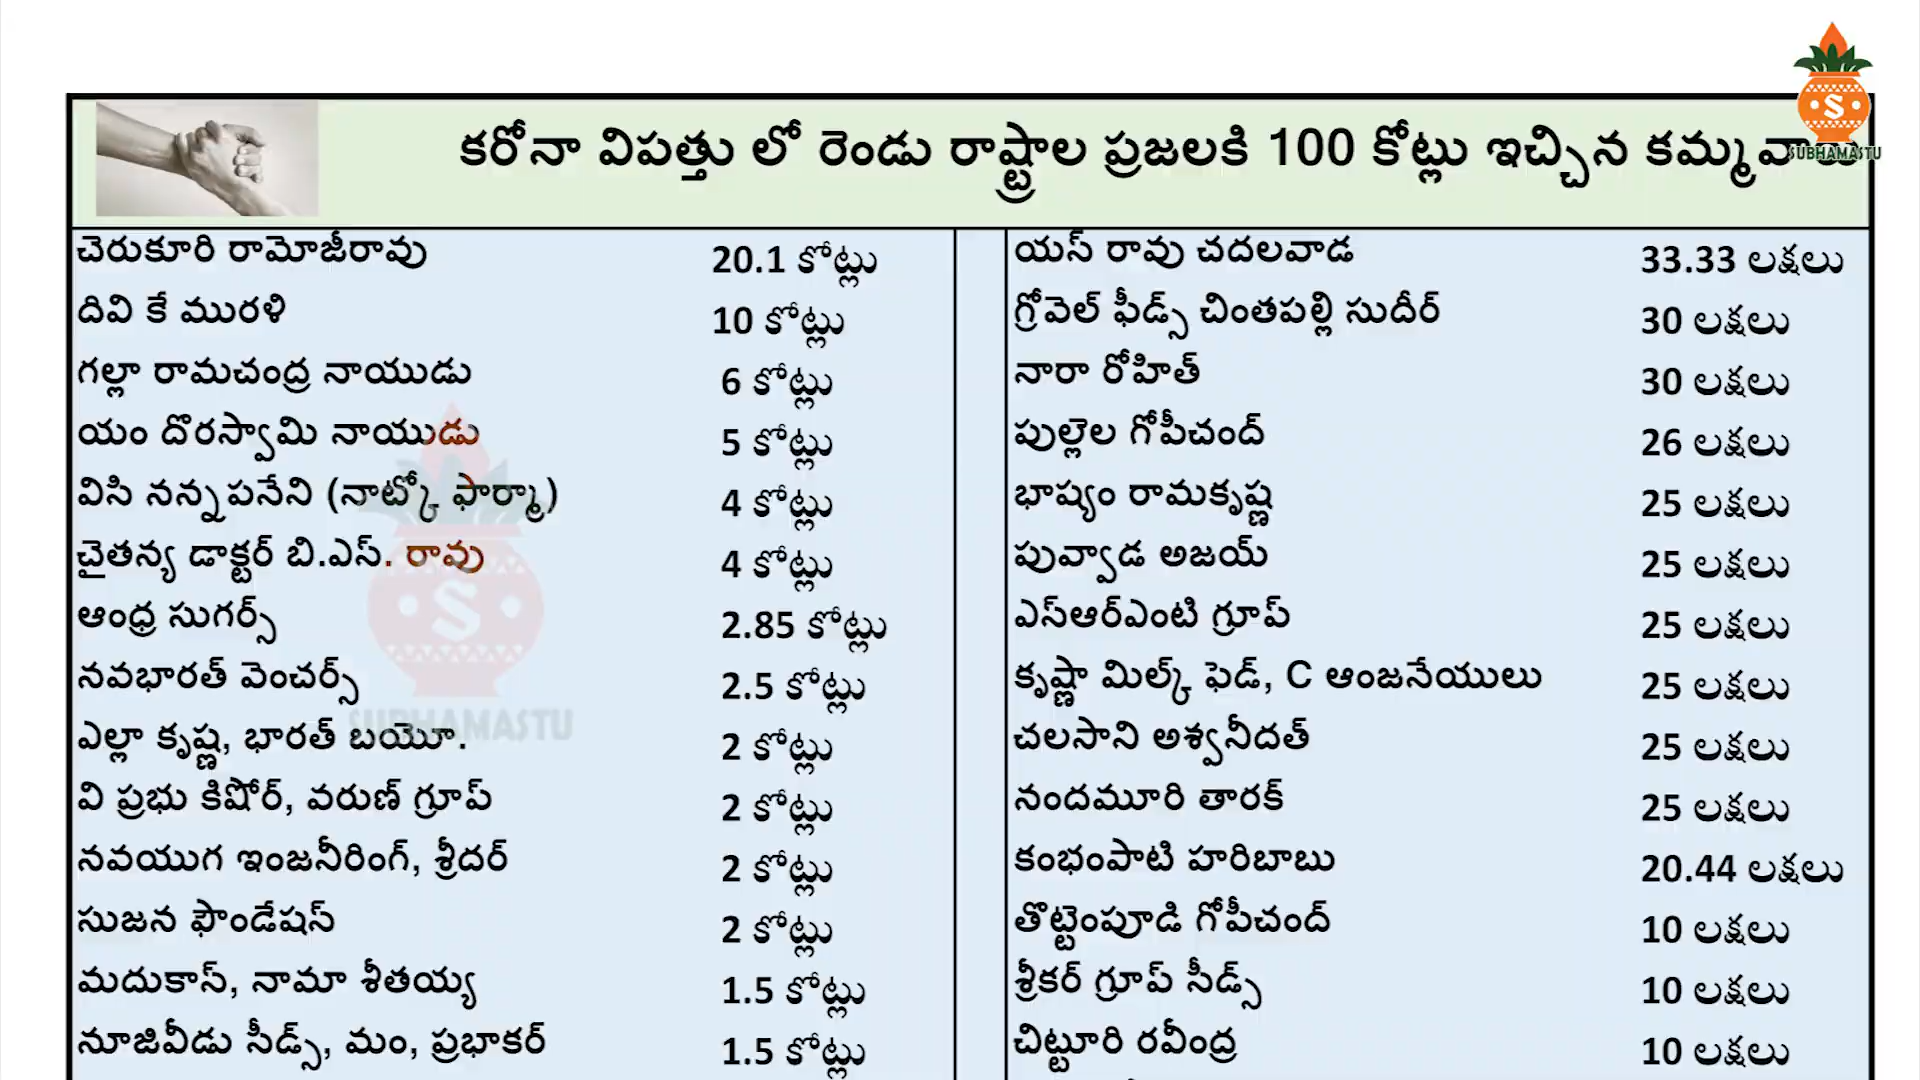 కరోనా విపత్తు లో రెండు రాష్ట్రాల ప్రజలకి 100 కోట్లు ఇచ్చిన కమ్మ
SUBHAMASTU
చెరుకూరి రామోజీరావు 20.1 కోట్లు యస్ రావు చదలవాడ 33.33 లక్షలు
దివి కే మురళి 10 కోట్లు గ్రోవెల్ ఫీడ్స్ చింతపల్లి సుదీర్ 30 లక్షలు
గల్లా రామచంద్ర నాయుడు 6 కోట్లు నారా రోహిత్ 30 లక్షలు
యం దొరస్వామి నాయుడు 5 కోట్లు పుల్లెల గోపీచంద్ 26 లక్షలు
విసి నన్నపనేని (నాట్కో ఫార్మా) 4 కోట్లు భాష్యం రామకృష్ణ 25 లక్షలు
చైతన్య డాక్టర్ బి.ఎస్. రావు 4 కోట్లు పువ్వాడ అజయ్ 25 లక్షలు
ఆంధ్ర సుగర్స్ 2.85 కోట్లు ఎస్ఆర్ఎంటి గ్రూప్ 25 లక్షలు
నవభారత్ వెంచర్స్ 2.5 కోట్లు కృష్ణా మిల్క్ ఫెడ్, C ఆంజనేయులు 25 లక్షలు
SUBHAMASTU
ఎల్లా కృష్ణ, భారత్ బయో. 2 కోట్లు చలసాని అశ్వనీదత్ 25 లక్షలు
వి ప్రభు కిషోర్, వరుణ్ గ్రూప్ 2 కోట్లు నందమూరి తారక్ 25 లక్షలు
నవయుగ ఇంజనీరింగ్, శ్రీదర్ 2 కోట్లు కంభంపాటి హరిబాబు 20.44 లక్షలు
సుజన ఫౌండేషస్ 2 కోట్లు తొట్టెంపూడి గోపీచంద్ 10 లక్షలు
మదుకాస్, నామా శీతయ్య 1.5 కోట్లు శ్రీకర్ గ్రూప్ సీడ్స్ 10 లక్షలు
నూజివీడు సీడ్స్, మం, ప్రభాకర్ 1.5 కోట్లు చిట్టూరి రవీంద్ర 10 లక్షలు